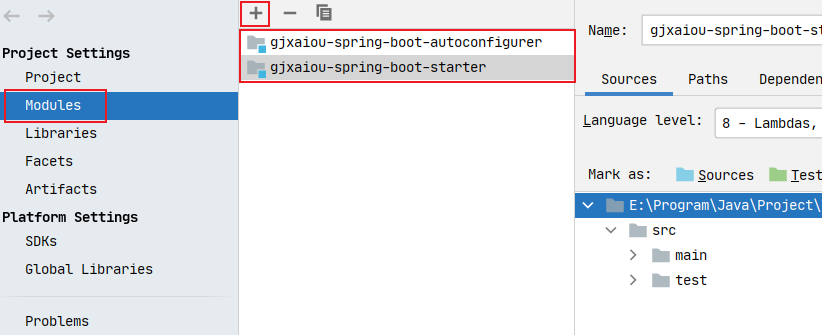 Project Settings
Project
Modules
Libraries
Facets
Artifacts
Platform Settings
SDKs
Global Libraries
Problems
gjxaiou-spring-boot-autoconfigurer
gjxaiou-spring-boot-starter
Name: gjxaiou-spring-boot-st
Sources Paths Dependen
Language level: 8 - Lambdas,
Mark as: Sources Test
E:\Program\Java\Project\
src
main
test